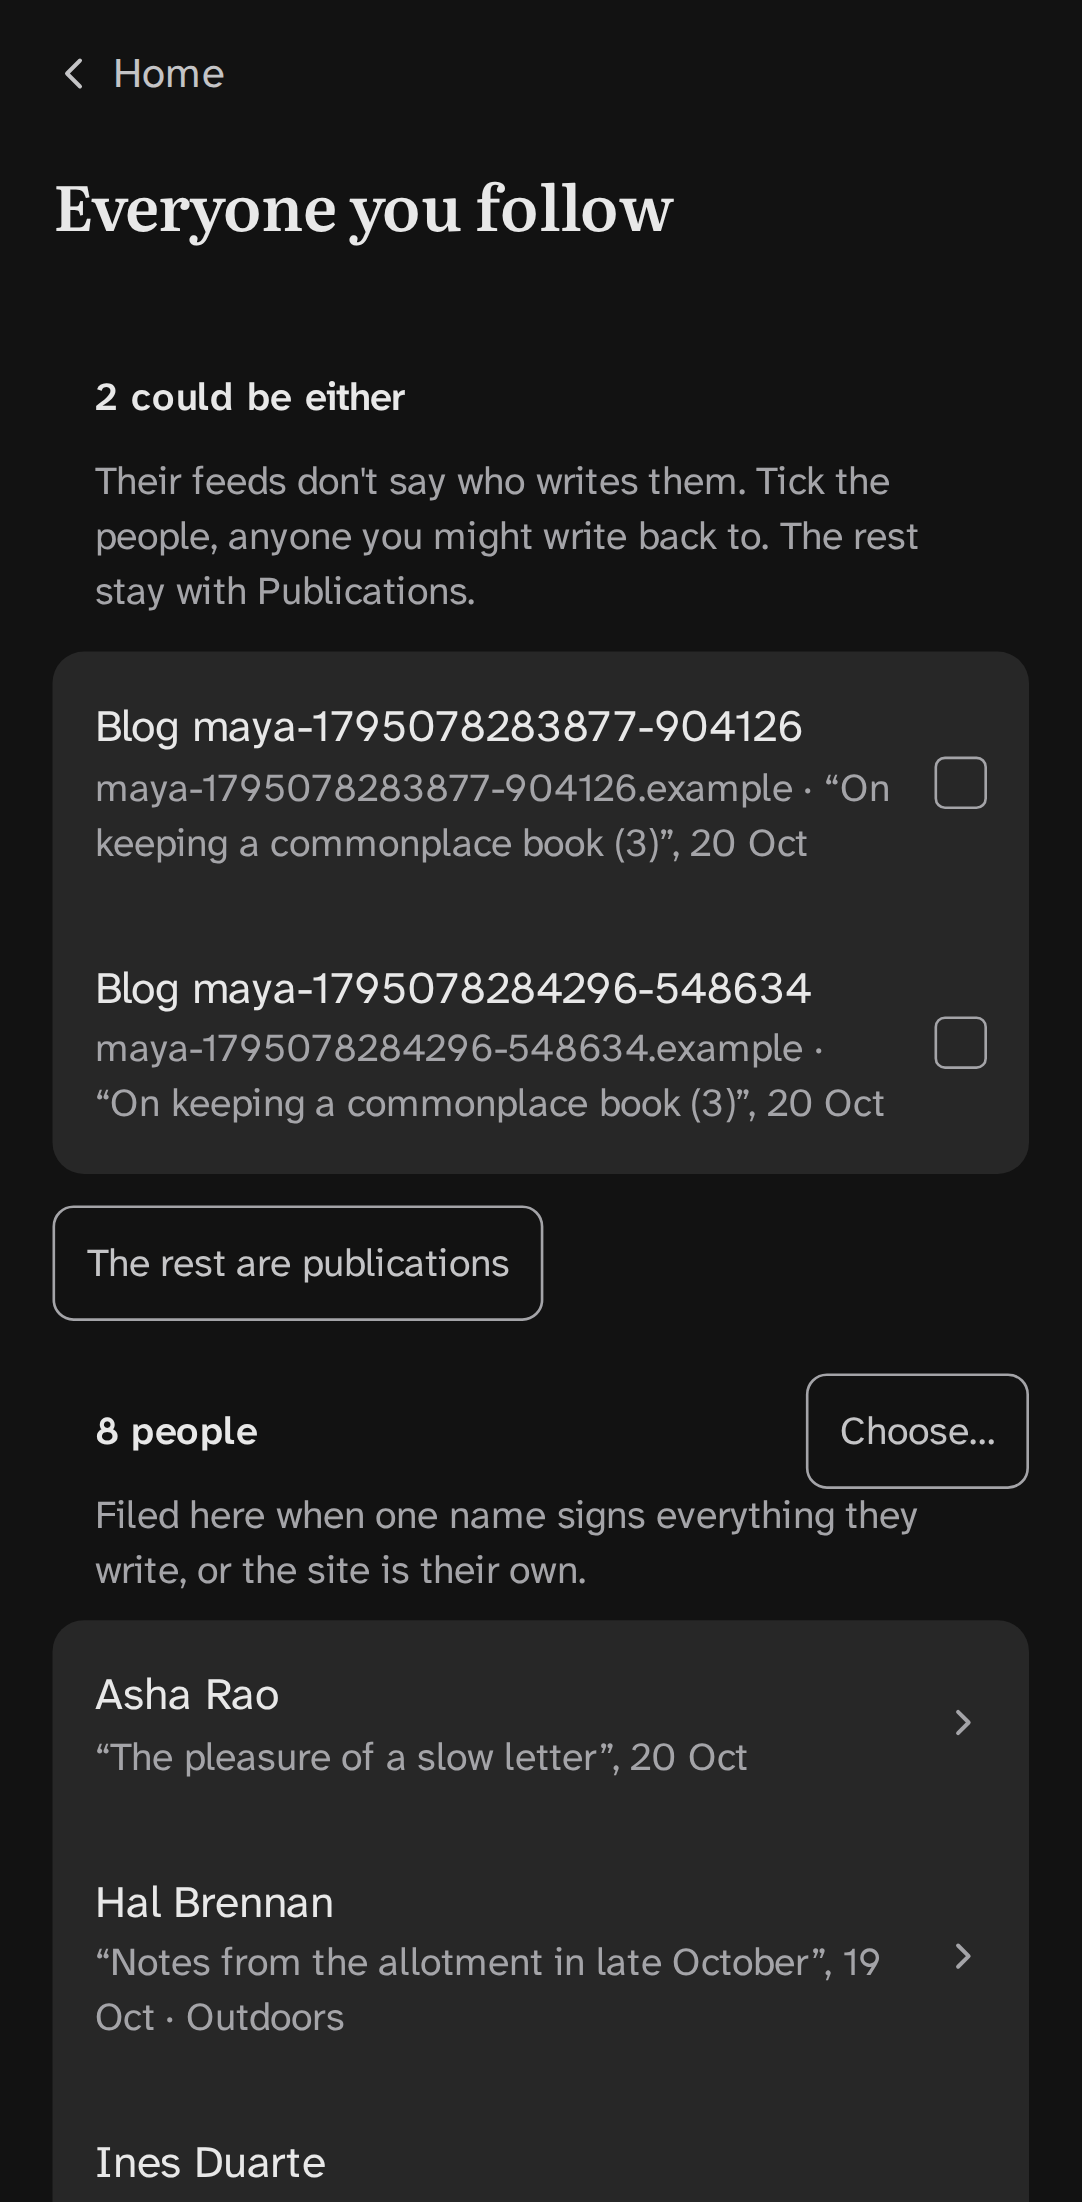 Home
Everyone you follow
2 could be either
Their feeds don't say who writes them. Tick the
people, anyone you might write back to. The rest
stay with Publications.
Blog maya-1795078283877-904126
maya-1795078283877-904126.example · “On
keeping a commonplace book (3)”, 20 Oct
Blog maya-1795078284296-548634
maya-1795078284296-548634.example ·
“On keeping a commonplace book (3)”, 20 Oct
The rest are publications
8 people
Choose…
Filed here when one name signs everything they
write, or the site is their own.
Asha Rao
“The pleasure of a slow letter”, 20 Oct
Hal Brennan
“Notes from the allotment in late October”, 19
Oct · Outdoors
Ines Duarte